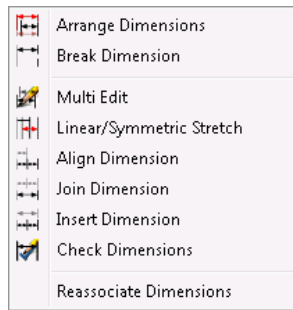 Arrange Dimensions
Break Dimension
Multi Edit
Linear/Symmetric Stretch
Align Dimension
Join Dimension
Insert Dimension
Check Dimensions
Reassociate Dimensions